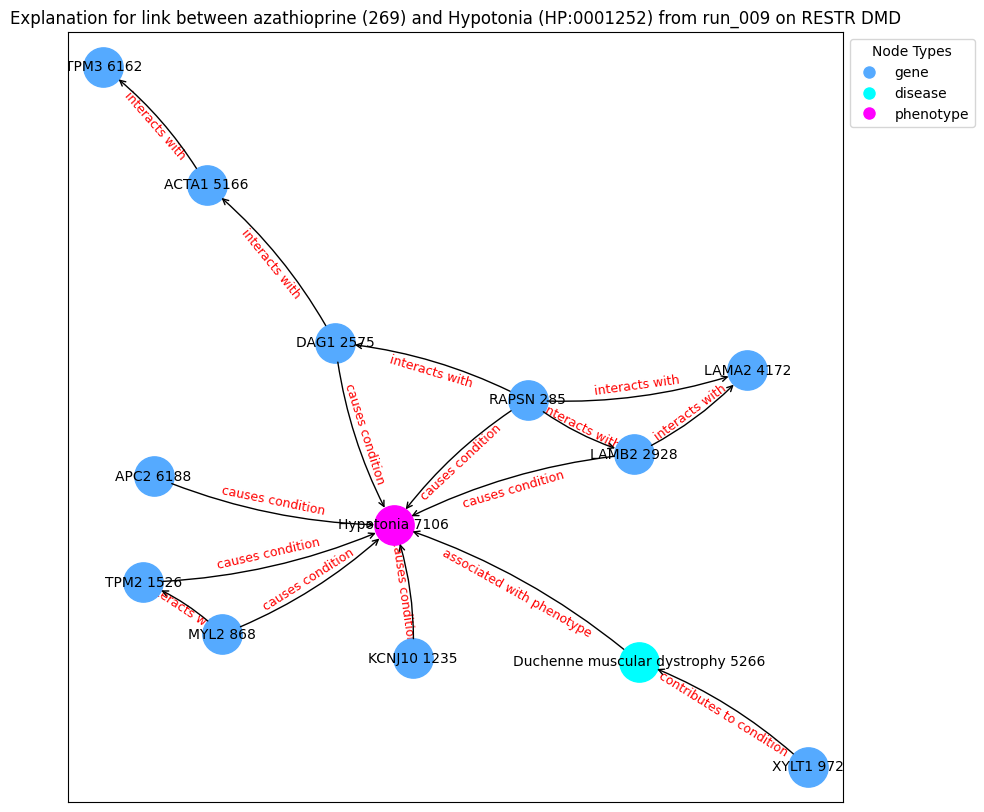 Explanation for link between azathioprine (269) and Hypotonia (HP:0001252) from run_009 on RESTR DMD
Node Types
gene
disease
phenotype
TPM3 6162
interacts with
ACTA1 5166
interacts with
DAG1 2575
interacts with
RAPSN 285
interacts with
LAMA2 4172
interacts with
interacts with
LAMB2 2928
causes condition
causes condition
causes condition
APC2 6188
causes condition
Hypotonia 7106
causes condition
TPM2 1526
causes condition
MYL2 868
causes condition
KCNJ10 1235
associated with phenotype
Duchenne muscular dystrophy 5266
contributes to condition
XYLT1 972